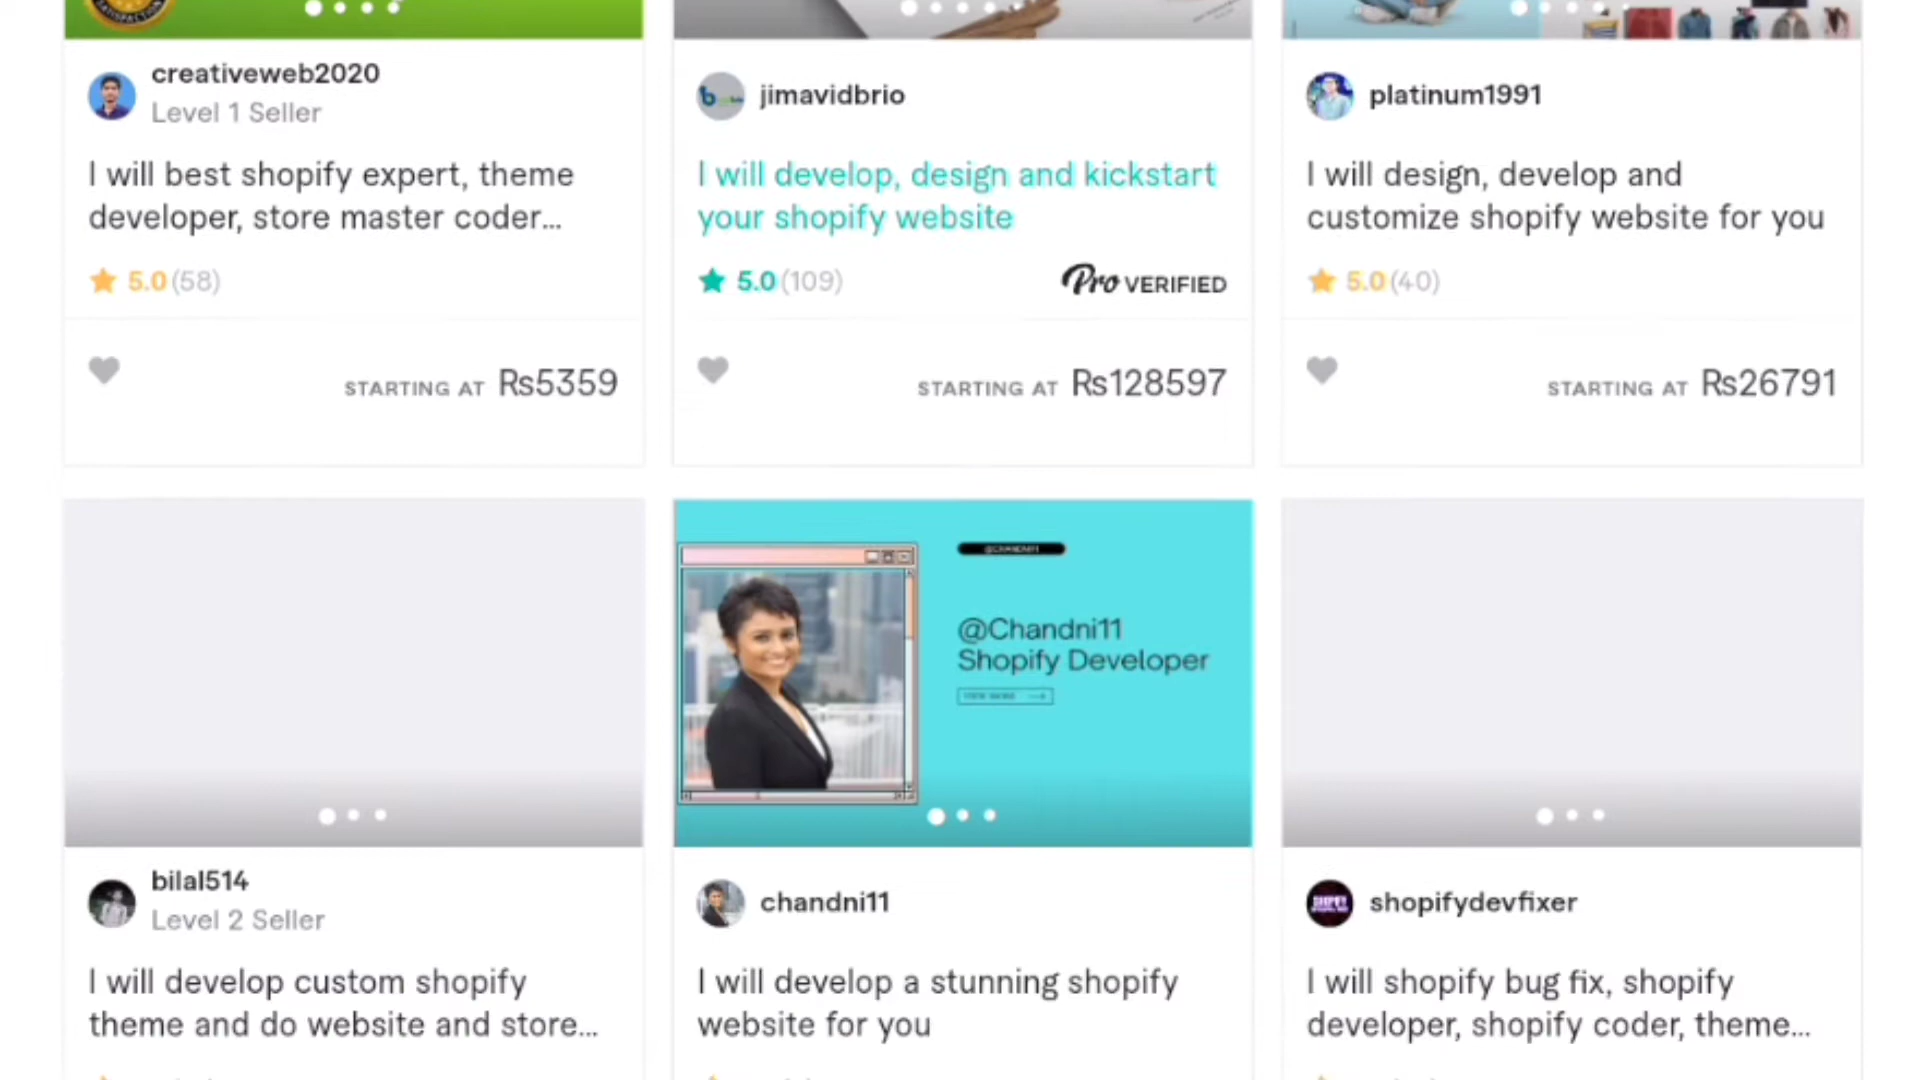 SATISFACTION
creativeweb2020
Level 1 Seller
I will best shopify expert, theme
developer, store master coder...
5.0 (58)
STARTING AT Rs5359
jimavidbrio
I will develop, design and kickstart
your shopify website
5.0 (109)
Pro VERIFIED
STARTING AT Rs128597
platinum1991
I will design, develop and
customize shopify website for you
5.0 (40)
STARTING AT Rs26791
@CHANDNI11
@Chandni11
Shopify Developer
VIEW MORE
bilal514
Level 2 Seller
I will develop custom shopify
theme and do website and store...
chandni11
I will develop a stunning shopify
website for you
shopifydevfixer
I will shopify bug fix, shopify
developer, shopify coder, theme...